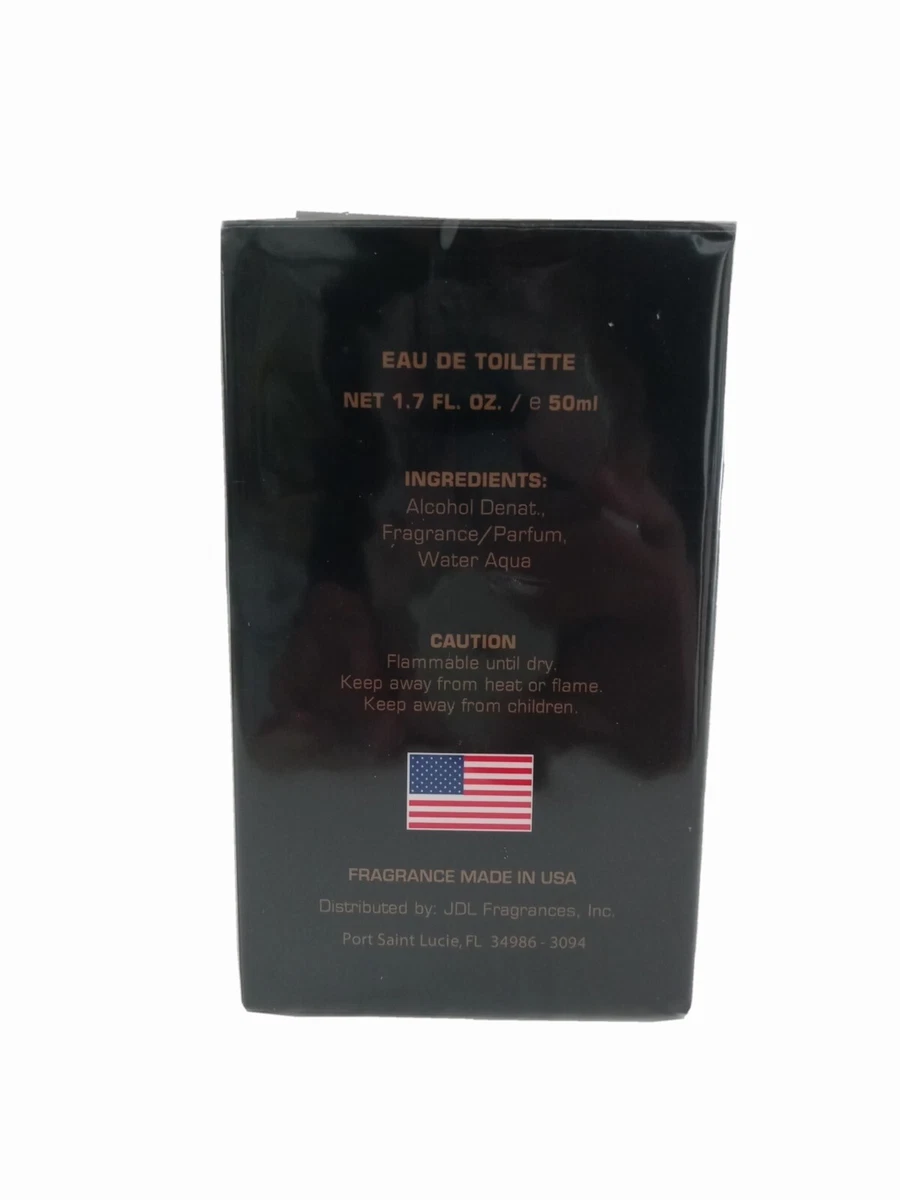 EAU DE TOILETTE
NET 1.7 FL. OZ. / e 50ml
INGREDIENTS:
Alcohol Denat.,
Fragrance/Parfum,
Water Aqua
CAUTION
Flammable until dry.
Keep away from heat or flame.
Keep away from children.
FRAGRANCE MADE IN USA
Distributed by: JDL Fragrances, Inc.
Port Saint Lucie, FL 34986 - 3094